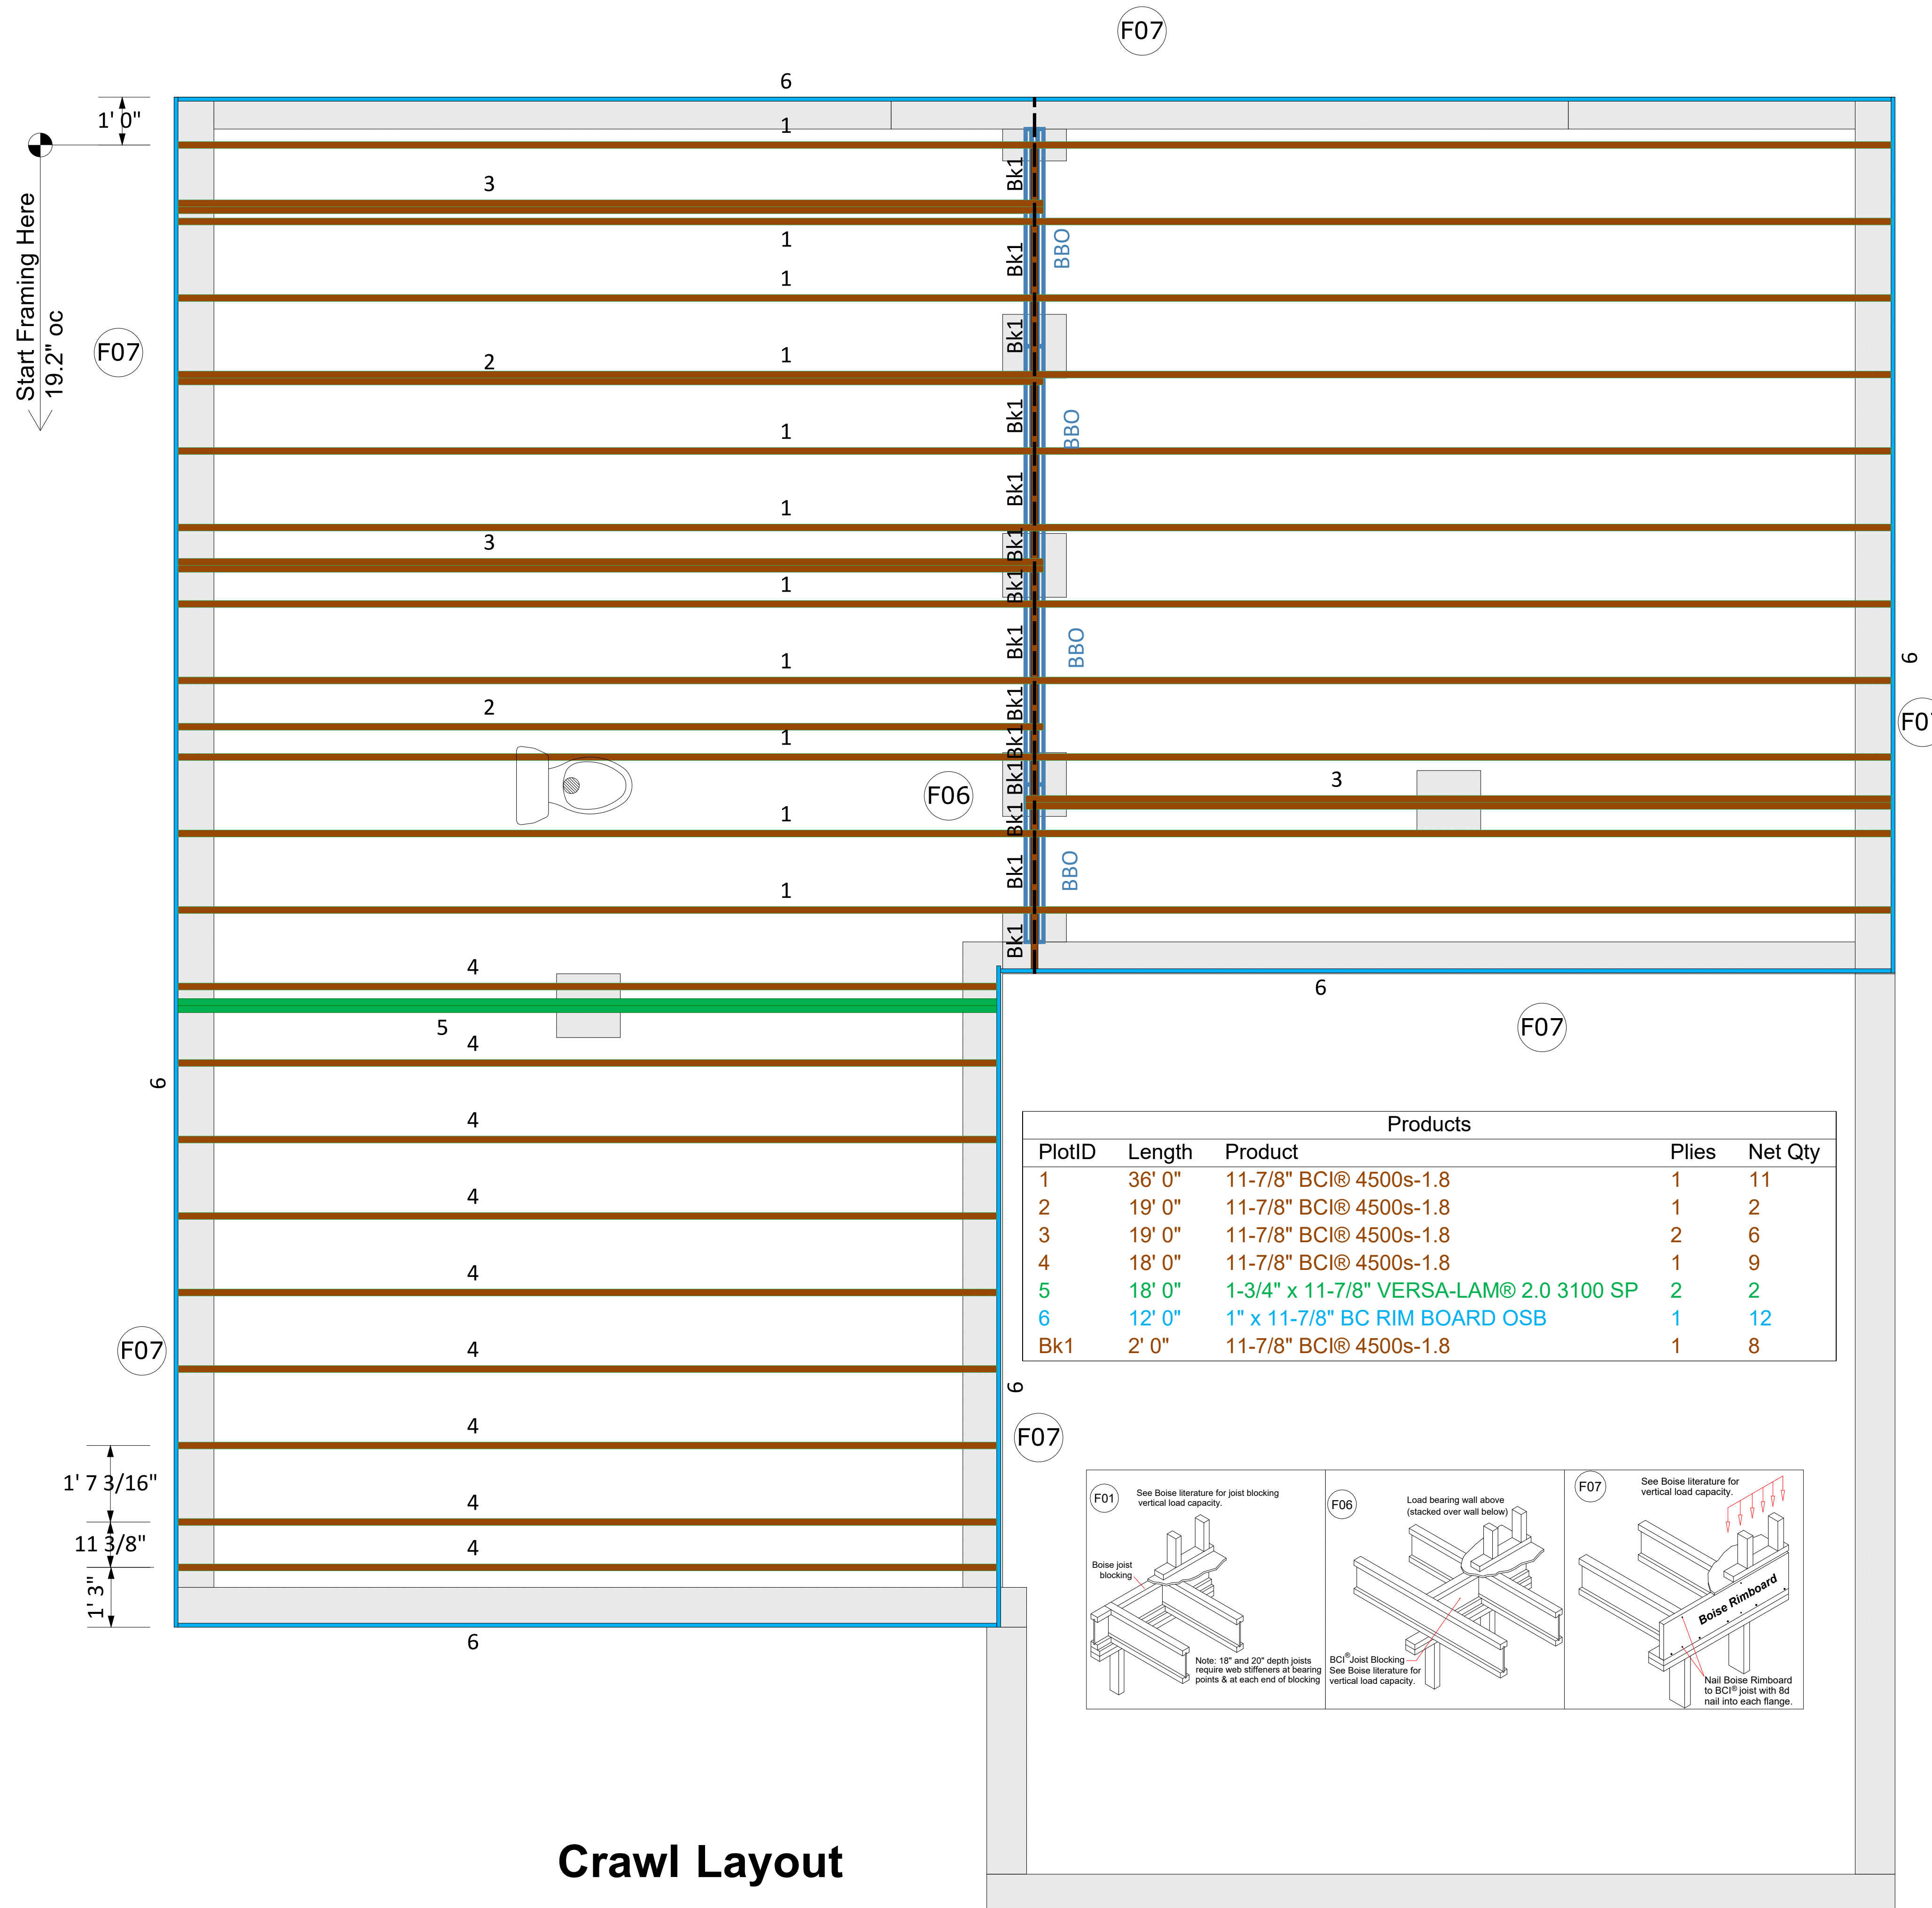 F07
6
1' 0"
1
Start Framing Here
19.2" oc
3
Bk1
1
Bk1
BBO
1
F07
Bk1
1
2
Bk1
BBO
1
Bk1
1
3
Bk1
Bk1
1
Bk1
BBO
1
6
Bk1
2
F07
Bk1
1
Bk1
3
F06
Bk1
1
Bk1
BBO
1
Bk1
4
6
5
F07
4
6
4
4
4
F07
4
6
F07
4
1' 7 3/16"
4
11 3/8"
4
1' 3"
6
Products
PlotID Length Product Plies Net Qty
1 36' 0" 11-7/8" BCI® 4500s-1.8 1 11
2 19' 0" 11-7/8" BCI® 4500s-1.8 1 2
3 19' 0" 11-7/8" BCI® 4500s-1.8 2 6
4 18' 0" 11-7/8" BCI® 4500s-1.8 1 9
5 18' 0" 1-3/4" x 11-7/8" VERSA-LAM® 2.0 3100 SP 2 2
6 12' 0" 1" x 11-7/8" BC RIM BOARD OSB 1 12
Bk1 2' 0" 11-7/8" BCI® 4500s-1.8 1 8
F01
See Boise literature for joist blocking
vertical load capacity.
Boise joist
blocking
Note: 18" and 20" depth joists
require web stiffeners at bearing
points & at each end of blocking
F06
Load bearing wall above
(stacked over wall below)
BCI® Joist Blocking
See Boise literature for
vertical load capacity.
F07
See Boise literature for
vertical load capacity.
Boise Rimboard
Nail Boise Rimboard
to BCI® joist with 8d
nail into each flange.
Crawl Layout